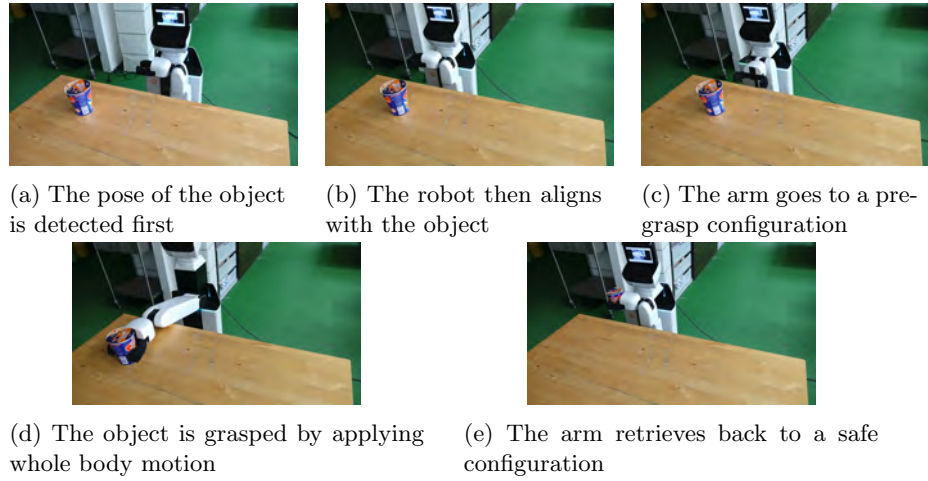 (a) The pose of the object
is detected first
(b) The robot then aligns
with the object
(c) The arm goes to a pre-
grasp configuration
(d) The object is grasped by applying
whole body motion
(e) The arm retrieves back to a safe
configuration